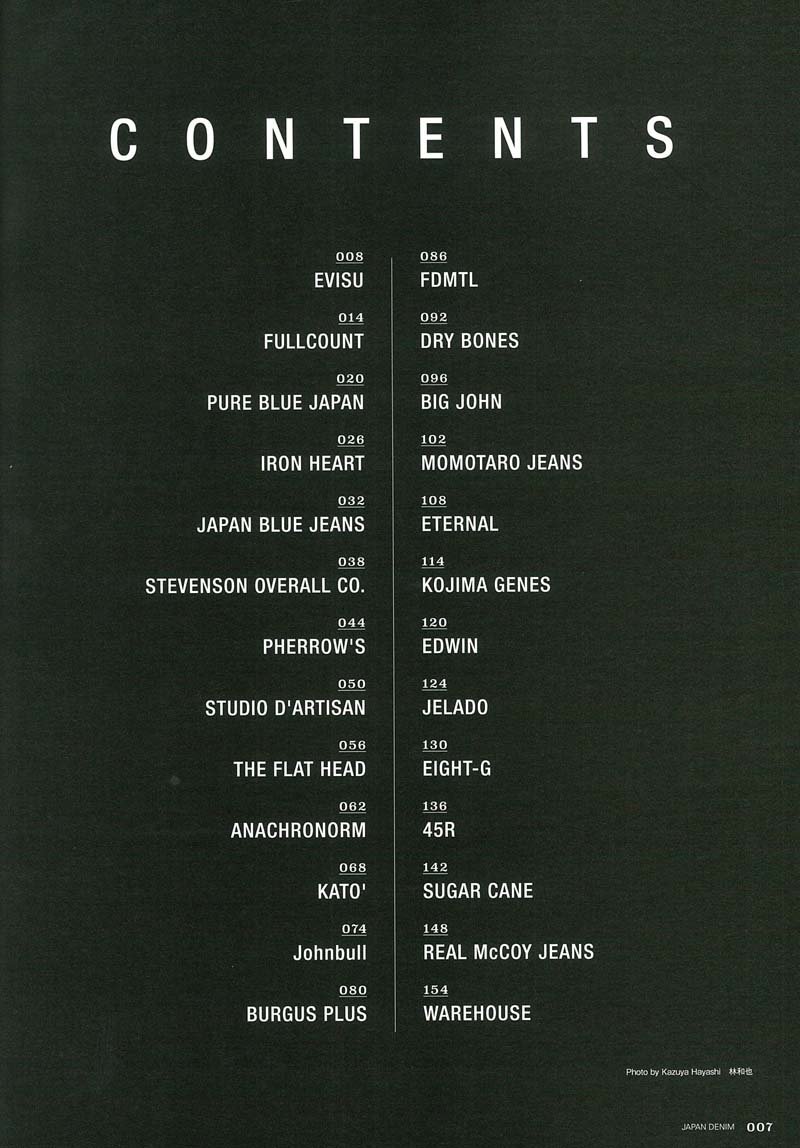 CONTENTS
008
EVISU
014
FULLCOUNT
020
PURE BLUE JAPAN
026
IRON HEART
032
JAPAN BLUE JEANS
038
STEVENSON OVERALL CO.
044
PHERROW'S
050
STUDIO D'ARTISAN
056
THE FLAT HEAD
062
ANACHRONORM
068
KATO'
074
Johnbull
080
BURGUS PLUS
086
FDMTL
092
DRY BONES
096
BIG JOHN
102
MOMOTARO JEANS
108
ETERNAL
114
KOJIMA GENES
120
EDWIN
124
JELADO
130
EIGHT-G
136
45R
142
SUGAR CANE
148
REAL McCOY JEANS
154
WAREHOUSE
Photo by Kazuya Hayashi 林和也
JAPAN DENIM 007